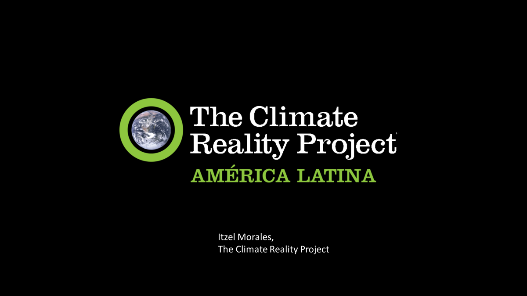 The Climate
Reality Project
AMÉRICA LATINA
Itzel Morales,
The Climate Reality Project